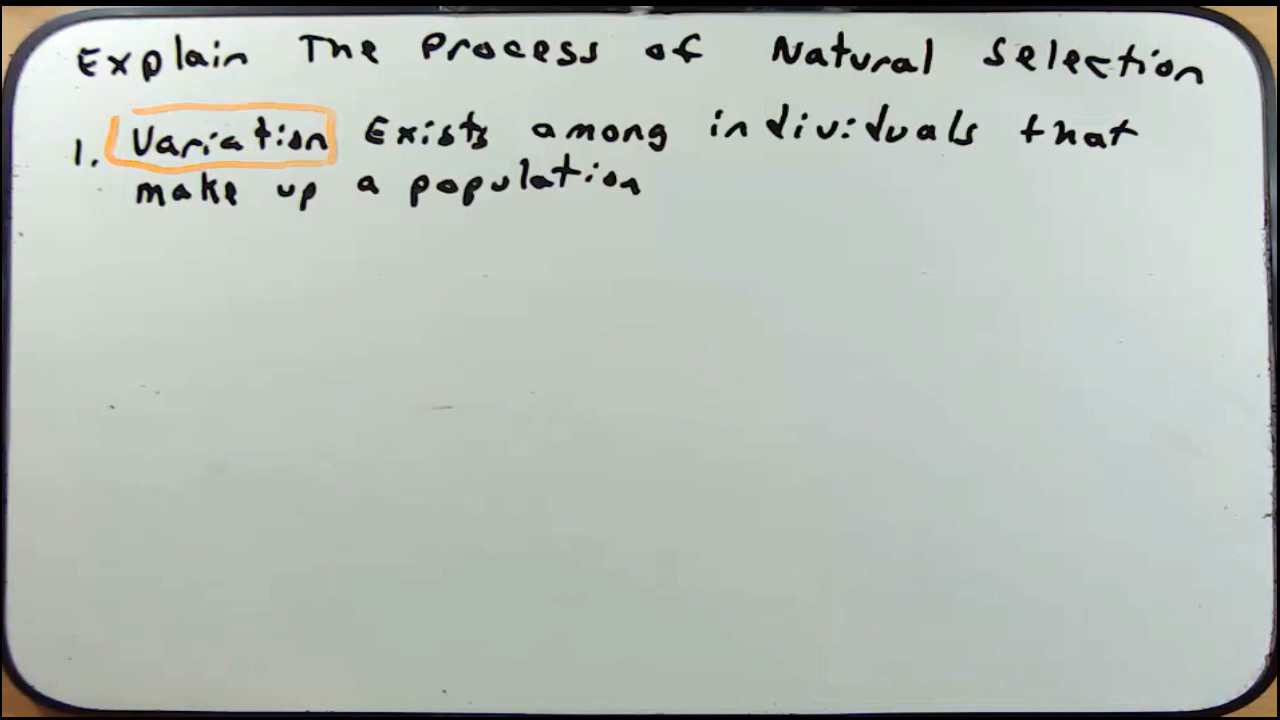 Explain The Process of Natural Selection
1. Variation Exists among individuals that
make up a population